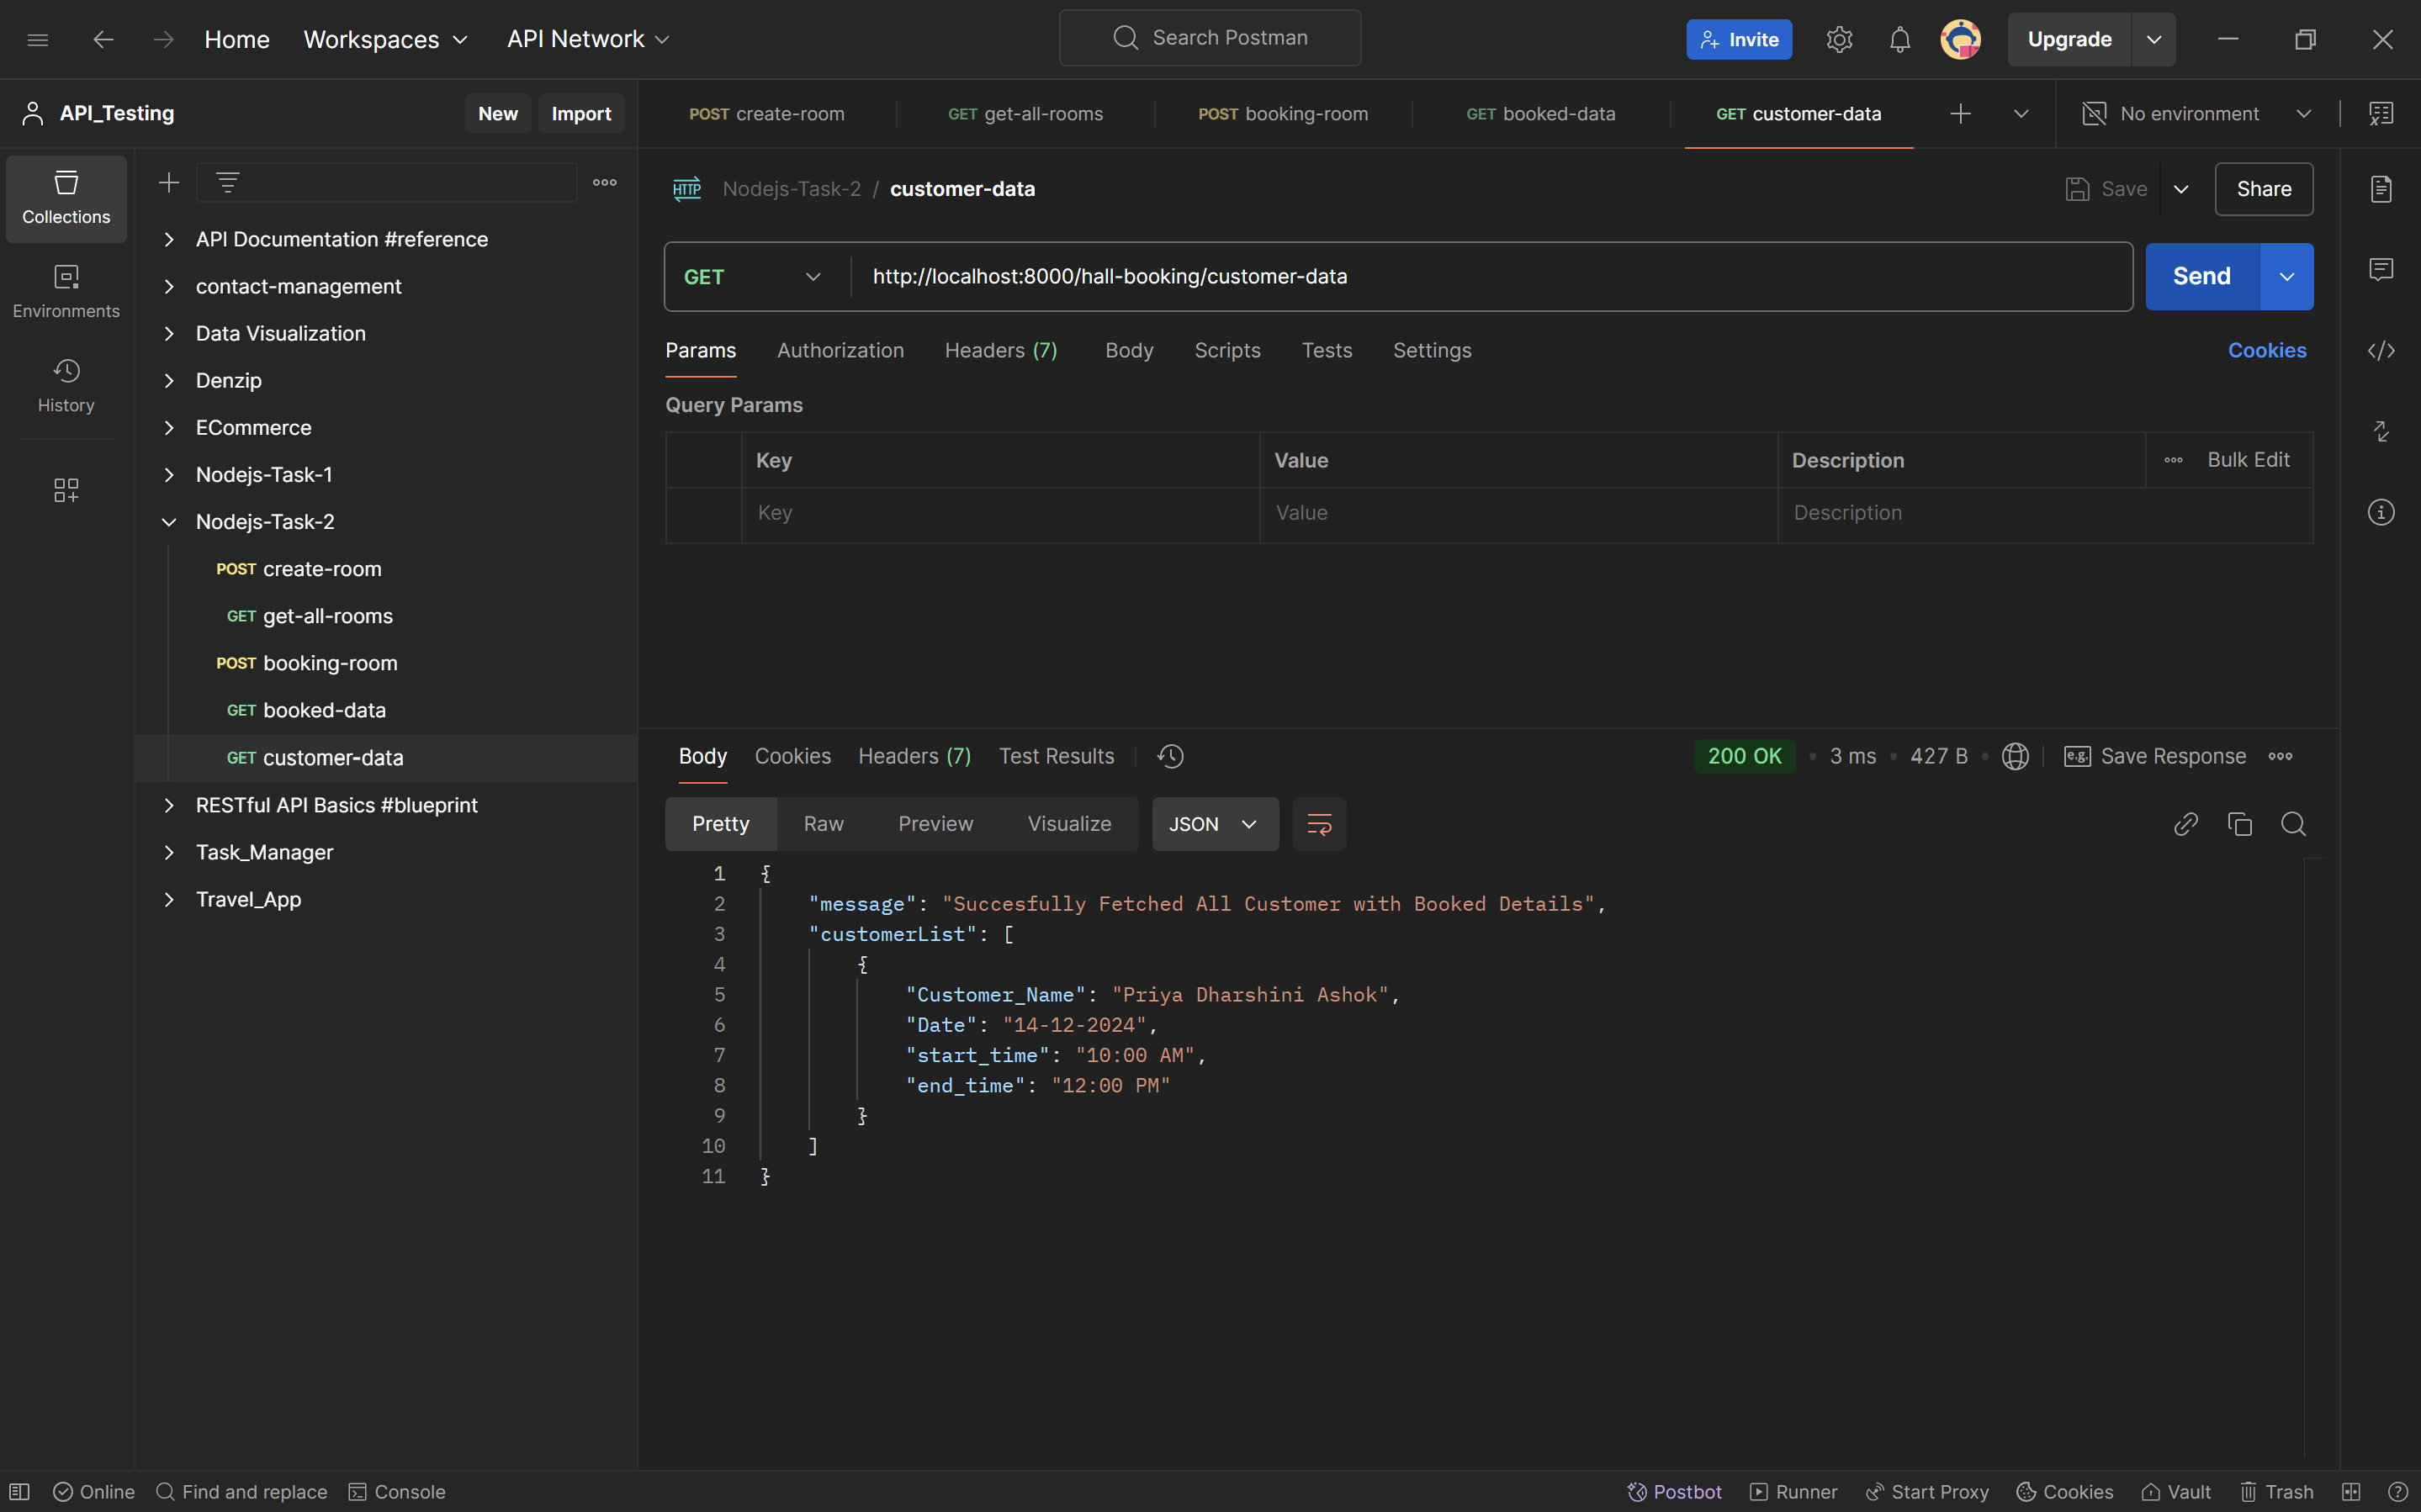 Home Workspaces API Network Search Postman Invite Upgrade
API_Testing New Import
POST create-room GET get-all-rooms POST booking-room GET booked-data GET customer-data No environment
Collections
Environments
History
API Documentation #reference
contact-management
Data Visualization
Denzip
ECommerce
Nodejs-Task-1
Nodejs-Task-2
POST create-room
GET get-all-rooms
POST booking-room
GET booked-data
GET customer-data
RESTful API Basics #blueprint
Task_Manager
Travel_App
HTTP Nodejs-Task-2 / customer-data Save Share
GET http://localhost:8000/hall-booking/customer-data Send
Params Authorization Headers (7) Body Scripts Tests Settings Cookies
Query Params
Key Value Description Bulk Edit
Key Value Description
Body Cookies Headers (7) Test Results 200 OK 3 ms 427 B e.g. Save Response
Pretty Raw Preview Visualize JSON
1 {
2 "message": "Succesfully Fetched All Customer with Booked Details",
3 "customerList": [
4 {
5 "Customer_Name": "Priya Dharshini Ashok",
6 "Date": "14-12-2024",
7 "start_time": "10:00 AM",
8 "end_time": "12:00 PM"
9 }
10 ]
11 }
Online Find and replace Console Postbot Runner Start Proxy Cookies Vault Trash